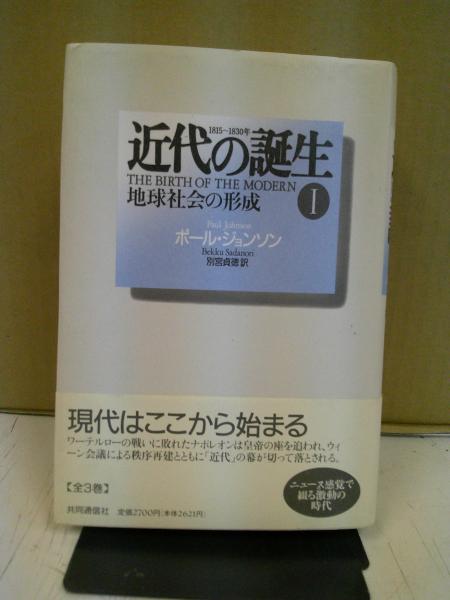 1815〜1830年
近代の誕生
THE BIRTH OF THE MODERN
地球社会の形成
I
Paul Johnson
ポール・ジョンソン
Bekku Sadanori
別宮貞徳 訳
現代はここから始まる
ワーテルローの戦いに敗れたナポレオンは皇帝の座を追われ、ウィ
ーン会議による秩序再建とともに「近代」の幕が切って落とされる。
【全3巻】
共同通信社 定価2700円(本体2621円)
ニュース感覚で
綴る激動の
時代